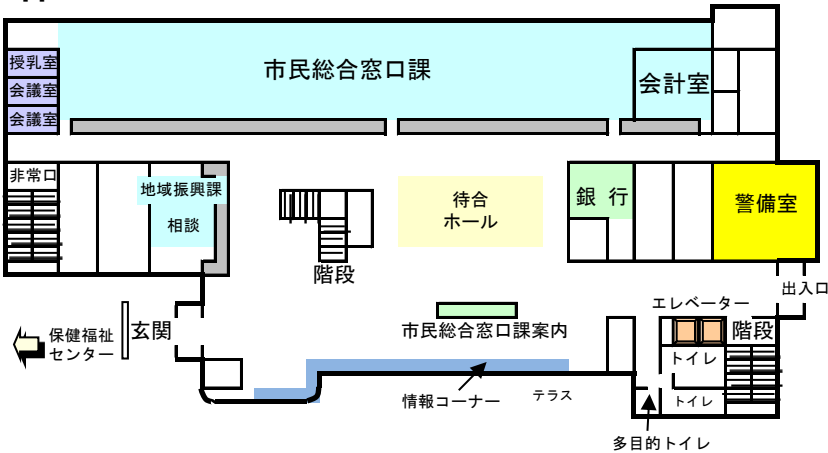 授乳室
会議室
会議室
市民総合窓口課
会計室
非常口
地域振興課
相談
階段
待合
ホール
銀 行
警備室
出入口
エレベーター
階段
トイレ
トイレ
多目的トイレ
市民総合窓口課案内
情報コーナー
テラス
玄関
保健福祉
センター